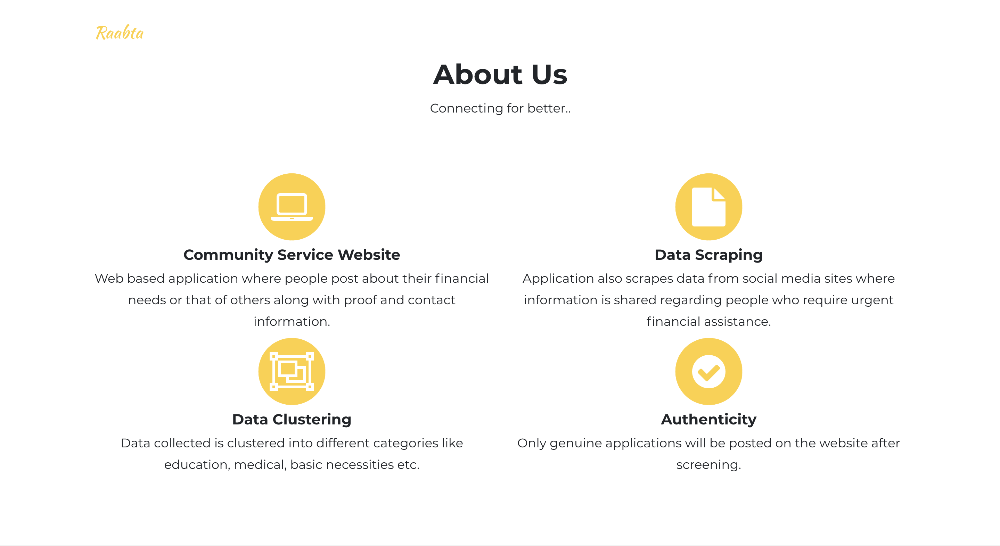 Raabta
About Us
Connecting for better..
Community Service Website
Web based application where people post about their financial
needs or that of others along with proof and contact
information.
Data Scraping
Application also scrapes data from social media sites where
information is shared regarding people who require urgent
financial assistance.
Data Clustering
Data collected is clustered into different categories like
education, medical, basic necessities etc.
Authenticity
Only genuine applications will be posted on the website after
screening.